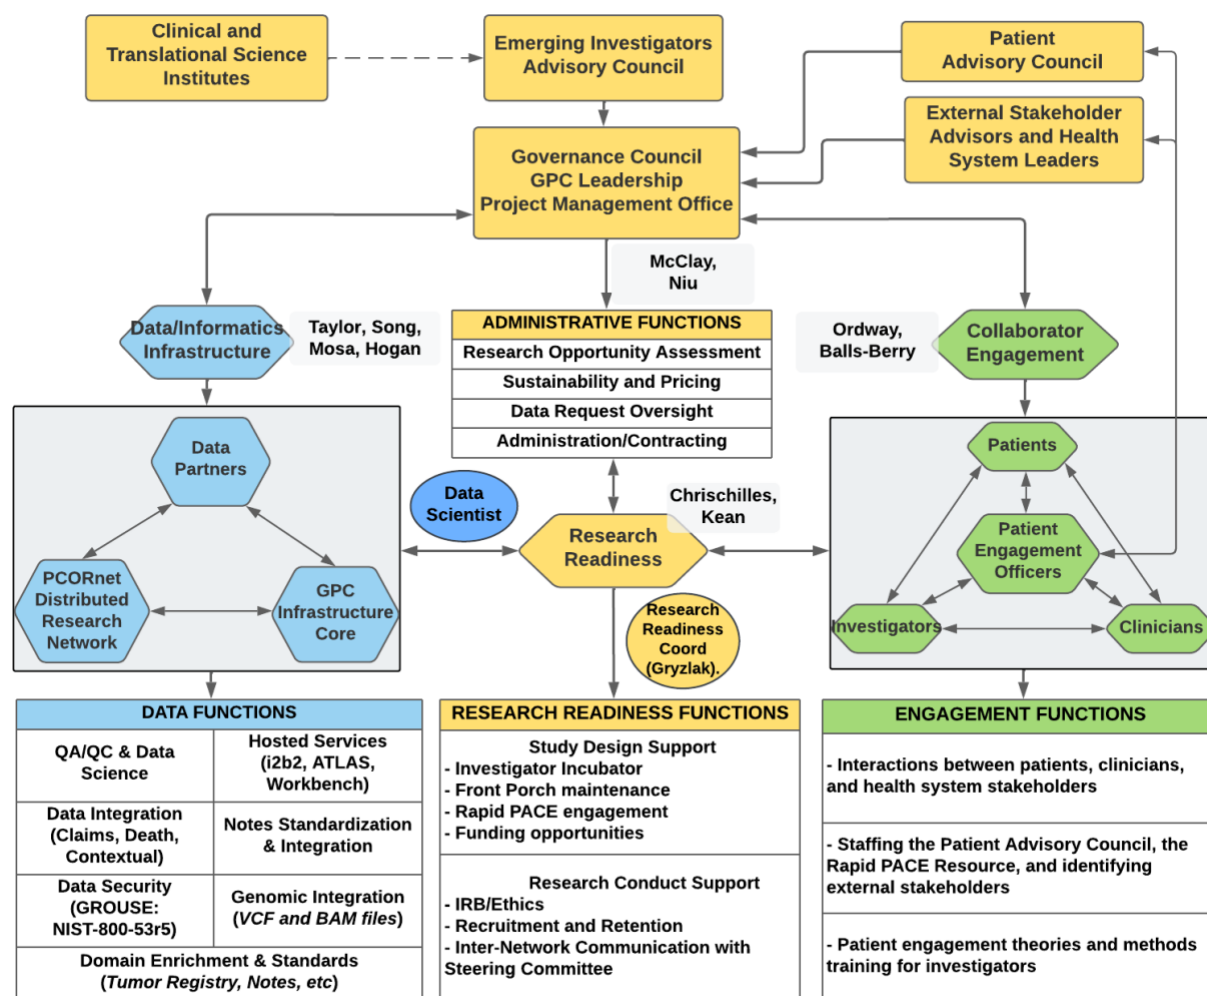 Clinical and
Translational Science
Institutes
Emerging Investigators
Advisory Council
Patient
Advisory Council
External Stakeholder
Advisors and Health
System Leaders
Governance Council
GPC Leadership
Project Management Office
McClay,
Niu
Data/Informatics
Infrastructure
Taylor, Song,
Mosa, Hogan
ADMINISTRATIVE FUNCTIONS
Research Opportunity Assessment
Sustainability and Pricing
Data Request Oversight
Administration/Contracting
Ordway,
Balls-Berry
Collaborator
Engagement
Data
Partners
PCORnet
Distributed
Research
Network
GPC
Infrastructure
Core
Data
Scientist
Research
Readiness
Chrischilles,
Kean
Research
Readiness
Coord
(Gryzlak).
Patients
Patient
Engagement
Officers
Investigators
Clinicians
DATA FUNCTIONS
QA/QC & Data
Science
Hosted Services
(i2b2, ATLAS,
Workbench)
Data Integration
(Claims, Death,
Contextual)
Notes Standardization
& Integration
Data Security
(GROUSE:
NIST-800-53r5)
Genomic Integration
(VCF and BAM files)
Domain Enrichment & Standards
(Tumor Registry, Notes, etc)
RESEARCH READINESS FUNCTIONS
Study Design Support
- Investigator Incubator
- Front Porch maintenance
- Rapid PACE engagement
- Funding opportunities
Research Conduct Support
- IRB/Ethics
- Recruitment and Retention
- Inter-Network Communication with
Steering Committee
ENGAGEMENT FUNCTIONS
- Interactions between patients, clinicians,
and health system stakeholders
- Staffing the Patient Advisory Council, the
Rapid PACE Resource, and identifying
external stakeholders
- Patient engagement theories and methods
training for investigators